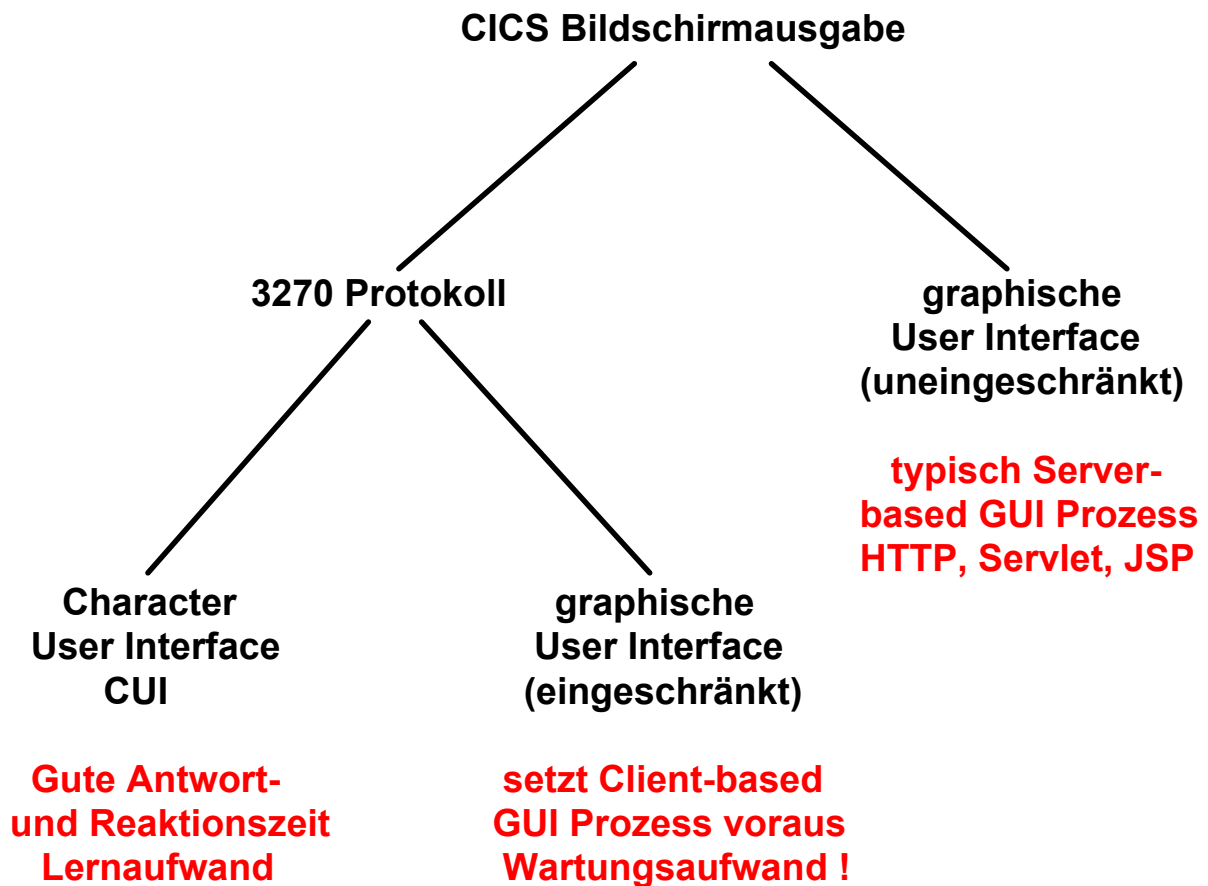 CICS Bildschirmausgabe
3270 Protokoll
graphische
User Interface
(uneingeschränkt)
typisch Server-
based GUI Prozess
HTTP, Servlet, JSP
Character
User Interface
CUI
Gute Antwort-
und Reaktionszeit
Lernaufwand
graphische
User Interface
(eingeschränkt)
setzt Client-based
GUI Prozess voraus
Wartungsaufwand !